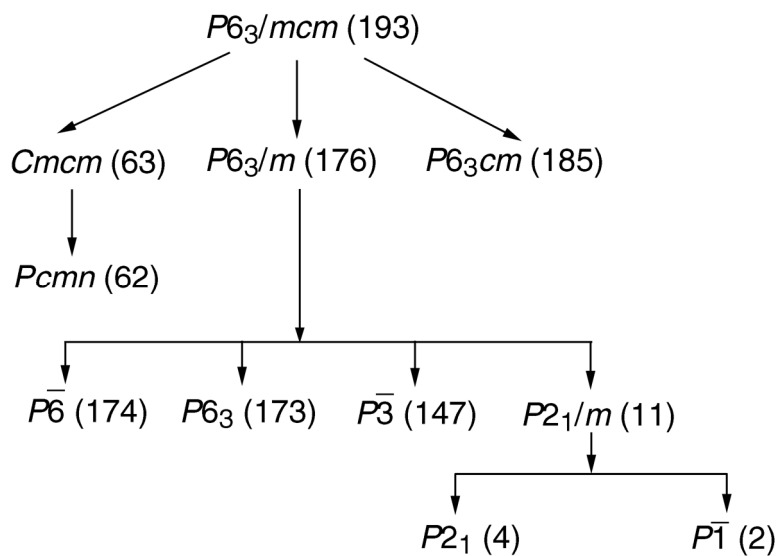 P6₃/mcm (193)
Cmcm (63) P6₃/m (176) P6₃cm (185)
Pcmn (62)
P6̅ (174) P6₃ (173) P3̅ (147) P2₁/m (11)
P2₁ (4) P1̅ (2)